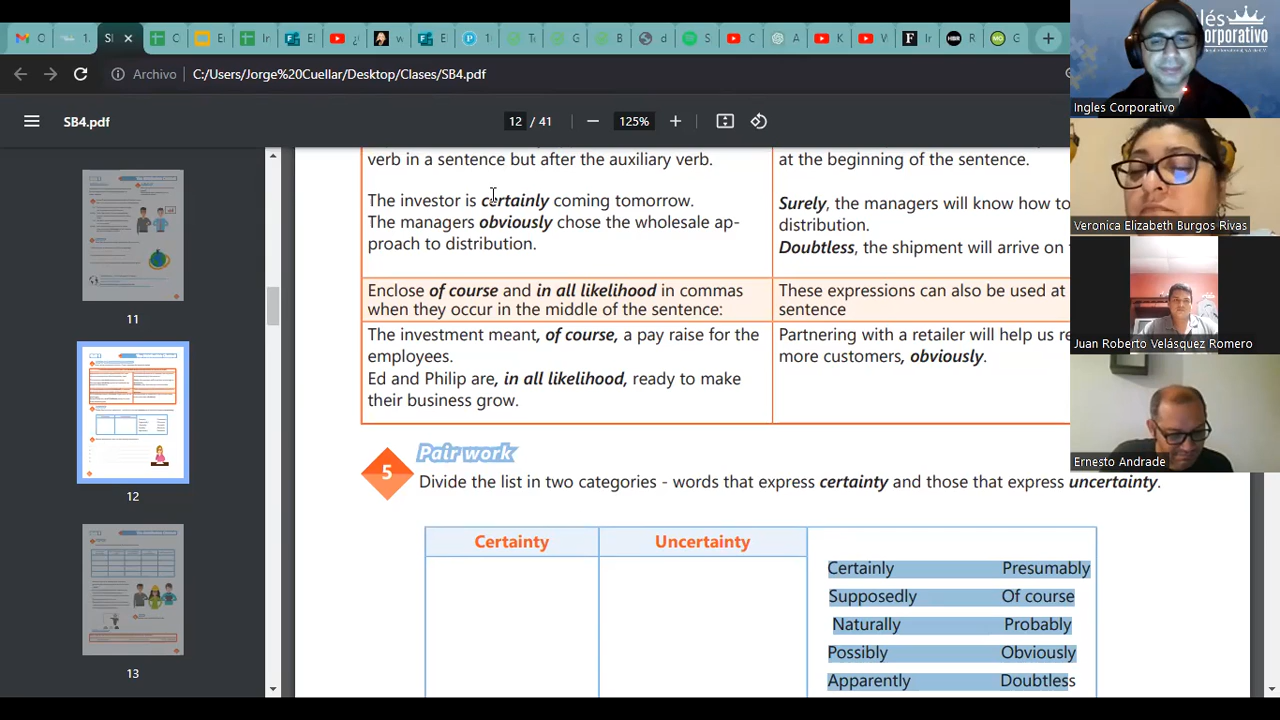 Archivo
C:/Users/Jorge%20Cuellar/Desktop/Clases/SB4.pdf
SB4.pdf
12 / 41
125%
11
12
13
verb in a sentence but after the auxiliary verb.
The investor is certainly coming tomorrow.
The managers obviously chose the wholesale ap-
proach to distribution.
at the beginning of the sentence.
Surely, the managers will know how to
distribution.
Doubtless, the shipment will arrive on
Enclose of course and in all likelihood in commas
when they occur in the middle of the sentence:
These expressions can also be used at
sentence
The investment meant, of course, a pay raise for the
employees.
Ed and Philip are, in all likelihood, ready to make
their business grow.
Partnering with a retailer will help us re
more customers, obviously.
5
Pair work
Divide the list in two categories - words that express certainty and those that express uncertainty.
Certainty
Uncertainty
Certainly Presumably
Supposedly Of course
Naturally Probably
Possibly Obviously
Apparently Doubtless
Ingles Corporativo
Veronica Elizabeth Burgos Rivas
Juan Roberto Velásquez Romero
Ernesto Andrade